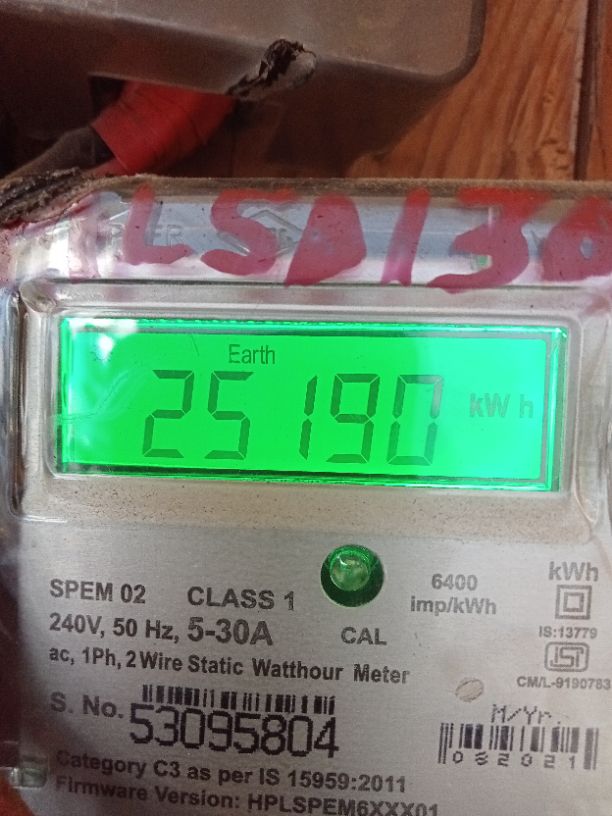 LSD130
Earth
25190 kWh
SPEM 02 CLASS 1
6400 imp/kWh
kWh
240V, 50 Hz, 5-30A
CAL
IS:13779
ISI
ac, 1Ph, 2 Wire Static Watthour Meter
CM/L-9190783
S. No. 53095804
M/Yr.
082021
Category C3 as per IS 15959:2011
Firmware Version: HPLSPEM6XXX01